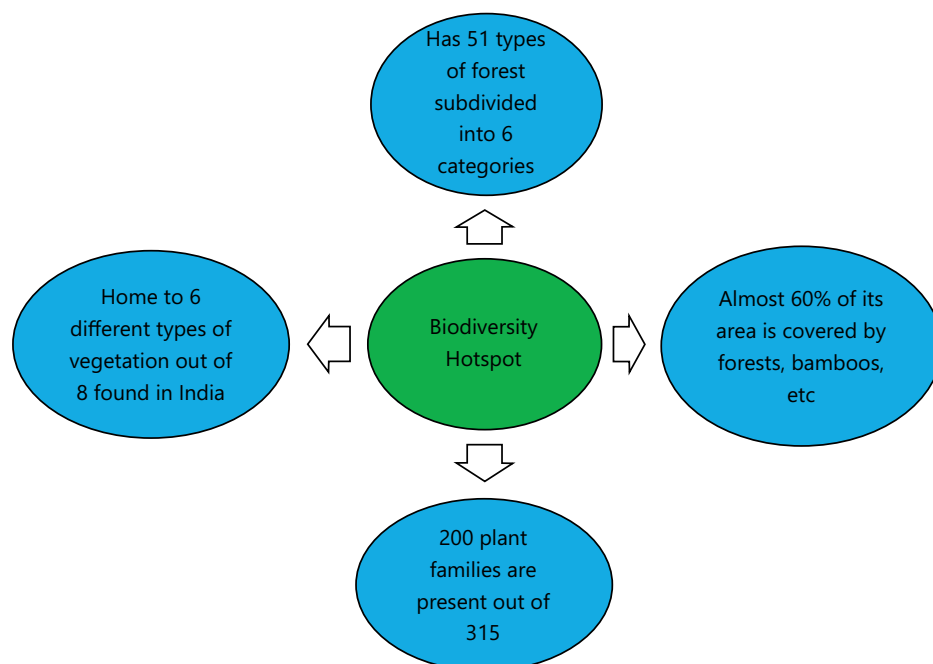 Has 51 types
of forest
subdivided
into 6
categories
Home to 6
different types of
vegetation out of
8 found in India
Biodiversity
Hotspot
Almost 60% of its
area is covered by
forests, bamboos,
etc
200 plant
families are
present out of
315